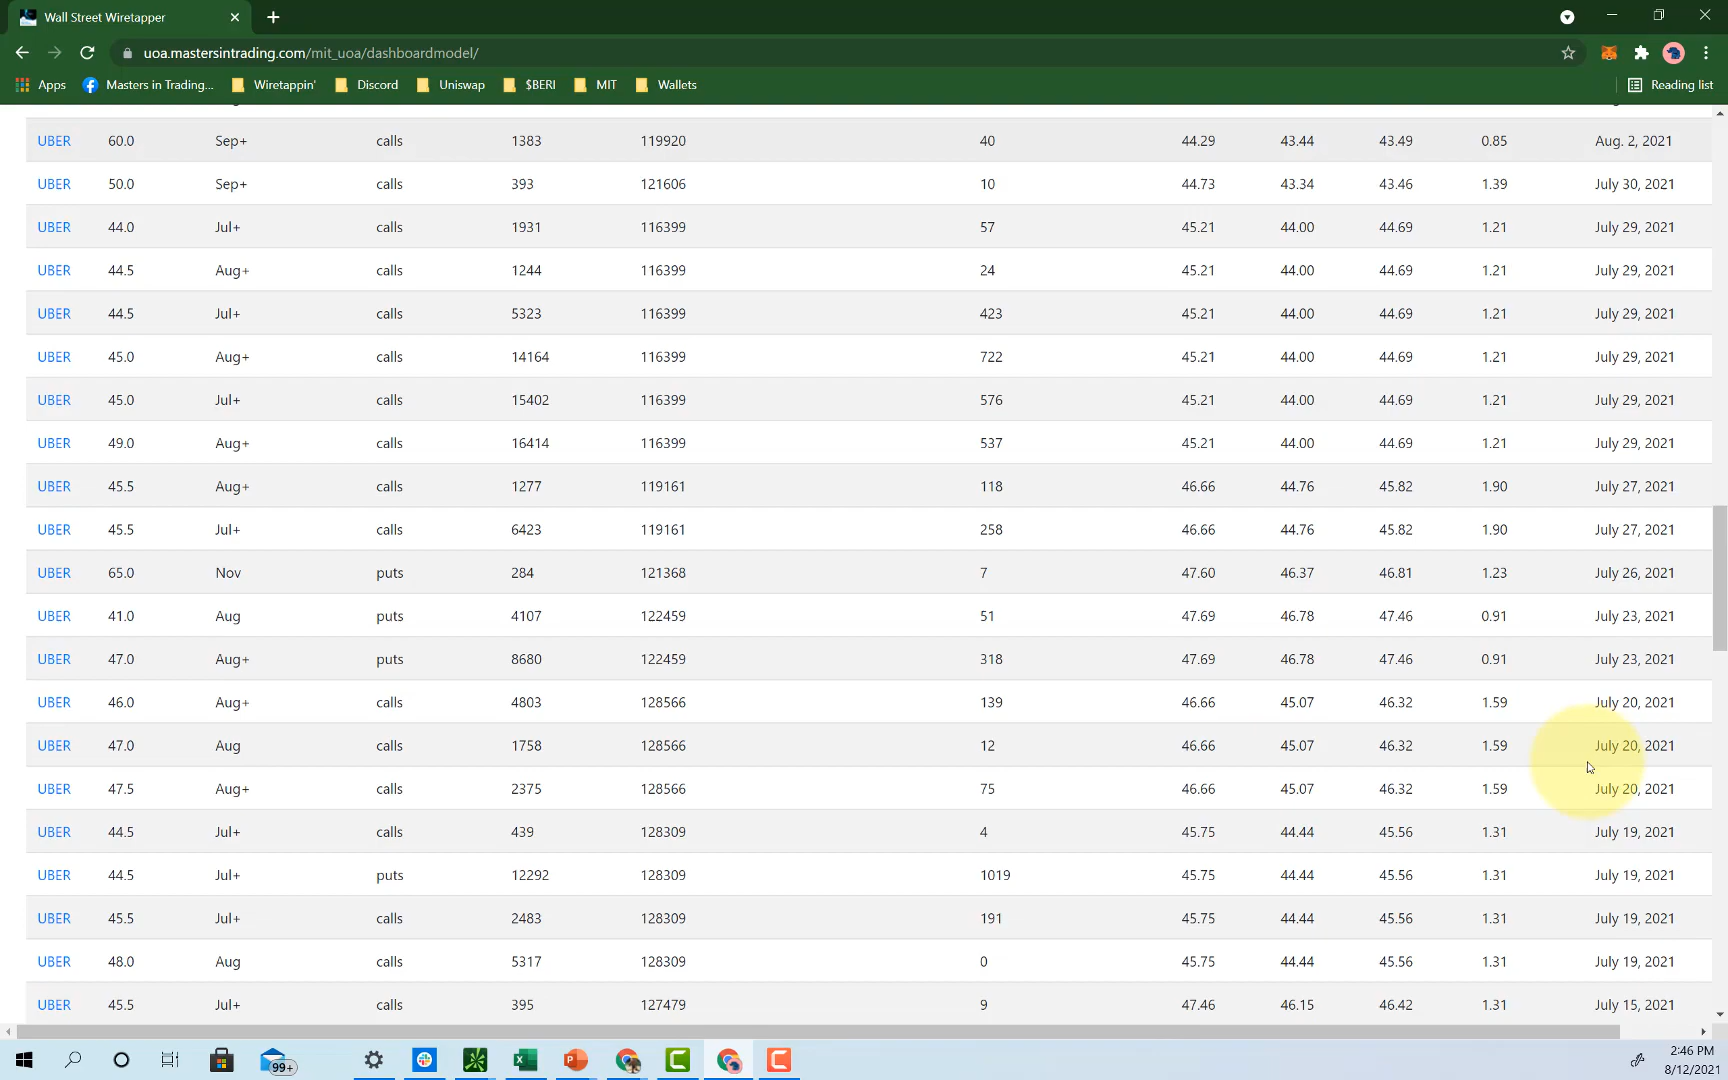 Wall Street Wiretapper
uoa.mastersintrading.com/mit_uoa/dashboardmodel/
Apps Masters in Trading... Wiretappin' Discord Uniswap $BERI MIT Wallets Reading list
UBER 60.0 Sep+ calls 1383 119920 40 44.29 43.44 43.49 0.85 Aug. 2, 2021
UBER 50.0 Sep+ calls 393 121606 10 44.73 43.34 43.46 1.39 July 30, 2021
UBER 44.0 Jul+ calls 1931 116399 57 45.21 44.00 44.69 1.21 July 29, 2021
UBER 44.5 Aug+ calls 1244 116399 24 45.21 44.00 44.69 1.21 July 29, 2021
UBER 44.5 Jul+ calls 5323 116399 423 45.21 44.00 44.69 1.21 July 29, 2021
UBER 45.0 Aug+ calls 14164 116399 722 45.21 44.00 44.69 1.21 July 29, 2021
UBER 45.0 Jul+ calls 15402 116399 576 45.21 44.00 44.69 1.21 July 29, 2021
UBER 49.0 Aug+ calls 16414 116399 537 45.21 44.00 44.69 1.21 July 29, 2021
UBER 45.5 Aug+ calls 1277 119161 118 46.66 44.76 45.82 1.90 July 27, 2021
UBER 45.5 Jul+ calls 6423 119161 258 46.66 44.76 45.82 1.90 July 27, 2021
UBER 65.0 Nov puts 284 121368 7 47.60 46.37 46.81 1.23 July 26, 2021
UBER 41.0 Aug puts 4107 122459 51 47.69 46.78 47.46 0.91 July 23, 2021
UBER 47.0 Aug+ puts 8680 122459 318 47.69 46.78 47.46 0.91 July 23, 2021
UBER 46.0 Aug+ calls 4803 128566 139 46.66 45.07 46.32 1.59 July 20, 2021
UBER 47.0 Aug calls 1758 128566 12 46.66 45.07 46.32 1.59 July 20, 2021
UBER 47.5 Aug+ calls 2375 128566 75 46.66 45.07 46.32 1.59 July 20, 2021
UBER 44.5 Jul+ calls 439 128309 4 45.75 44.44 45.56 1.31 July 19, 2021
UBER 44.5 Jul+ puts 12292 128309 1019 45.75 44.44 45.56 1.31 July 19, 2021
UBER 45.5 Jul+ calls 2483 128309 191 45.75 44.44 45.56 1.31 July 19, 2021
UBER 48.0 Aug calls 5317 128309 0 45.75 44.44 45.56 1.31 July 19, 2021
UBER 45.5 Jul+ calls 395 127479 9 47.46 46.15 46.42 1.31 July 15, 2021
99+
2:46 PM
8/12/2021